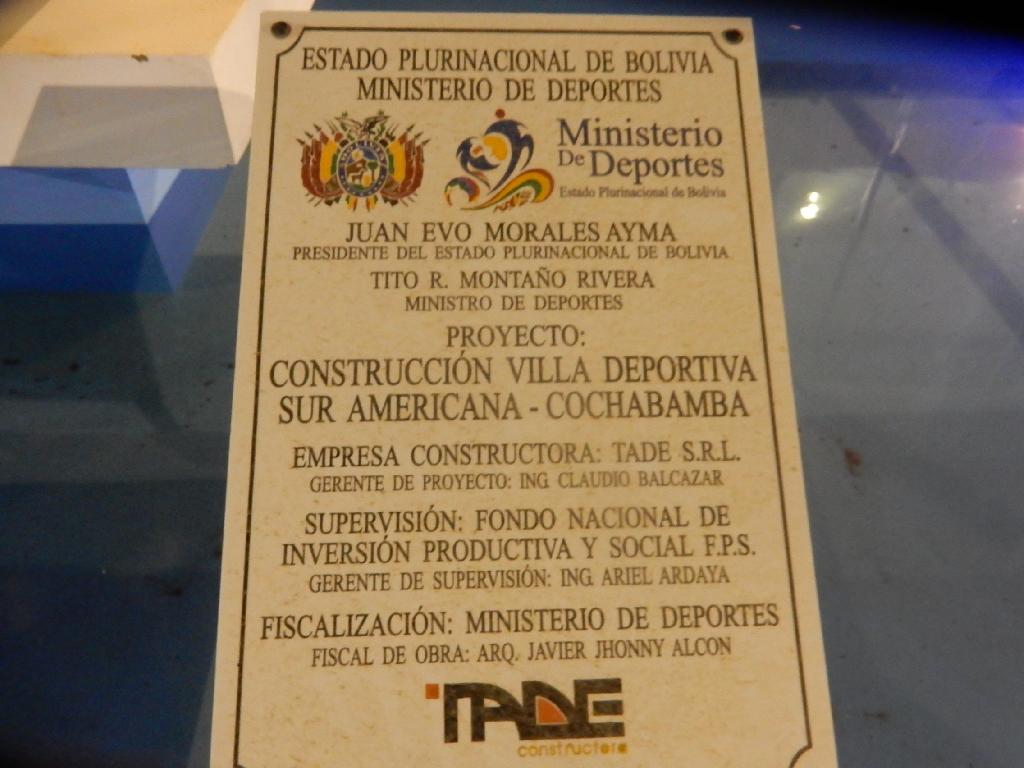 ESTADO PLURINACIONAL DE BOLIVIA
MINISTERIO DE DEPORTES
Ministerio
De Deportes
Estado Plurinacional de Bolivia
JUAN EVO MORALES AYMA
PRESIDENTE DEL ESTADO PLURINACIONAL DE BOLIVIA
TITO R. MONTAÑO RIVERA
MINISTRO DE DEPORTES
PROYECTO:
CONSTRUCCIÓN VILLA DEPORTIVA
SUR AMERICANA - COCHABAMBA
EMPRESA CONSTRUCTORA: TADE S.R.L.
GERENTE DE PROYECTO: ING. CLAUDIO BALCAZAR
SUPERVISIÓN: FONDO NACIONAL DE
INVERSIÓN PRODUCTIVA Y SOCIAL F.P.S.
GERENTE DE SUPERVISIÓN: ING. ARIEL ARDAYA
FISCALIZACIÓN: MINISTERIO DE DEPORTES
FISCAL DE OBRA: ARQ. JAVIER JHONNY ALCON
TADE
constructora